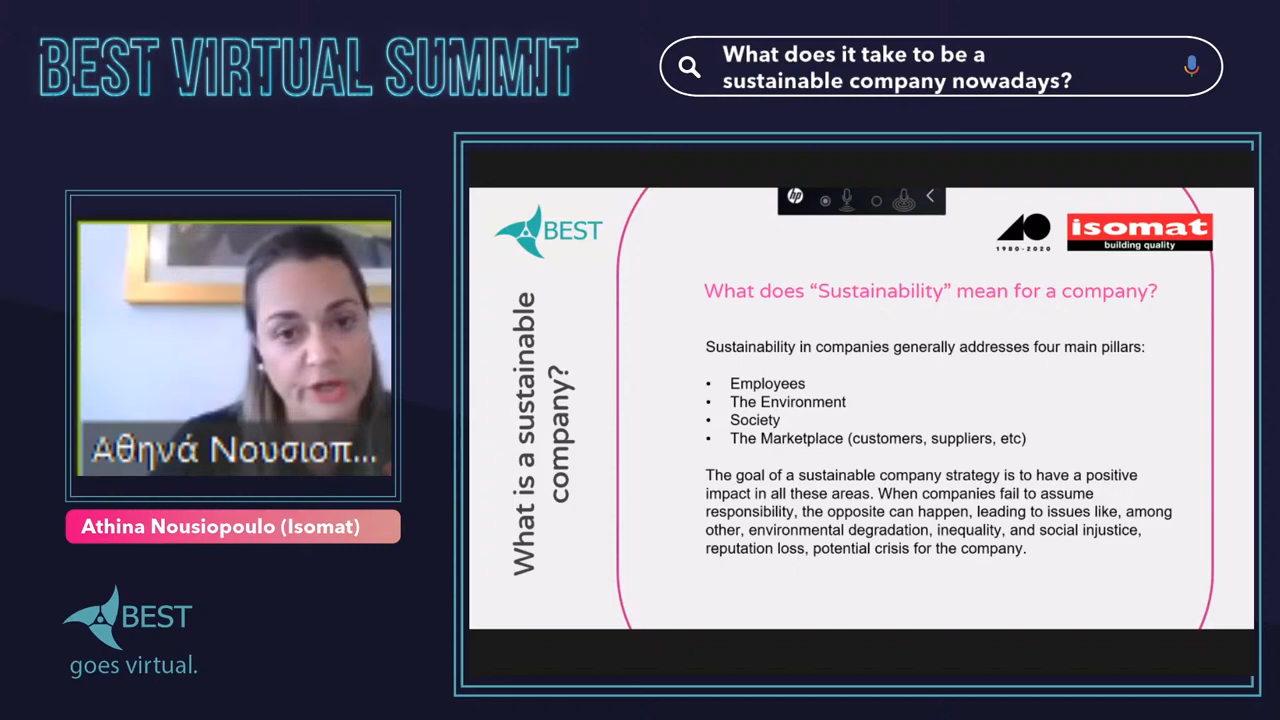 BEST VIRTUAL SUMMIT
What does it take to be a
sustainable company nowadays?
Αθηνά Νουσιοπ...
Athina Nousiopoulo (Isomat)
BEST
goes virtual.
BEST
hp
1980-2020
isomat
building quality
What is a sustainable
company?
What does “Sustainability” mean for a company?
Sustainability in companies generally addresses four main pillars:
• Employees
• The Environment
• Society
• The Marketplace (customers, suppliers, etc)
The goal of a sustainable company strategy is to have a positive
impact in all these areas. When companies fail to assume
responsibility, the opposite can happen, leading to issues like, among
other, environmental degradation, inequality, and social injustice,
reputation loss, potential crisis for the company.